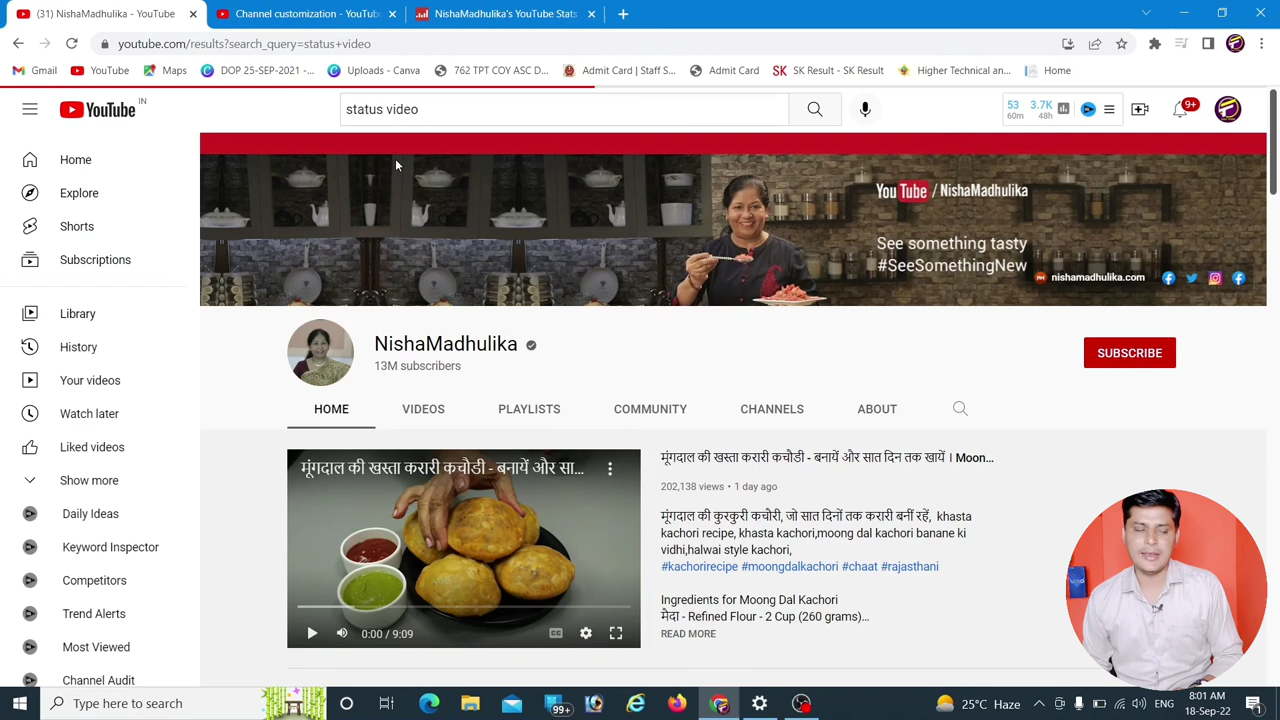 (31) NishaMadhulika - YouTube
Channel customization - YouTube
NishaMadhulika's YouTube Stats
youtube.com/results?search_query=status+video
Gmail
YouTube
Maps
DOP 25-SEP-2021 -...
Uploads - Canva
762 TPT COY ASC D...
Admit Card | Staff S...
Admit Card
SK Result - SK Result
Higher Technical an...
Home
YouTube IN
status video
53
60m
3.7K
48h
9+
Home
Explore
Shorts
Subscriptions
Library
History
Your videos
Watch later
Liked videos
Show more
Daily Ideas
Keyword Inspector
Competitors
Trend Alerts
Most Viewed
Channel Audit
YouTube / NishaMadhulika
See something tasty
#SeeSomethingNew
nishamadhulika.com
NishaMadhulika
13M subscribers
SUBSCRIBE
HOME
VIDEOS
PLAYLISTS
COMMUNITY
CHANNELS
ABOUT
मूंगदाल की खस्ता करारी कचौडी - बनायें और सा...
0:00 / 9:09
मूंगदाल की खस्ता करारी कचौडी - बनायें और सात दिन तक खायें । Moon...
202,138 views • 1 day ago
मूंगदाल की कुरकुरी कचौरी, जो सात दिनों तक करारी बनीं रहें, khasta
kachori recipe, khasta kachori,moong dal kachori banane ki
vidhi,halwai style kachori,
#kachorirecipe #moongdalkachori #chaat #rajasthani
Ingredients for Moong Dal Kachori
मैदा - Refined Flour - 2 Cup (260 grams)...
READ MORE
Type here to search
99+
25°C Haze
ENG
8:01 AM
18-Sep-22